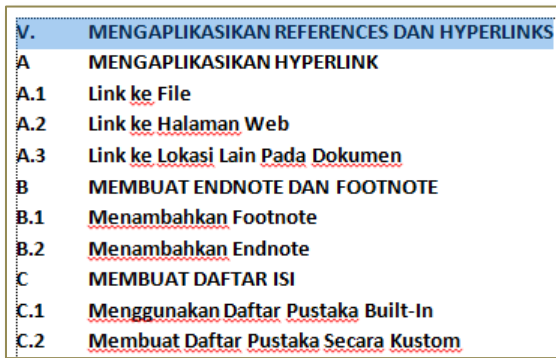 V. MENGAPLIKASIKAN REFERENCES DAN HYPERLINKS
A MENGAPLIKASIKAN HYPERLINK
A.1 Link ke File
A.2 Link ke Halaman Web
A.3 Link ke Lokasi Lain Pada Dokumen
B MEMBUAT ENDNOTE DAN FOOTNOTE
B.1 Menambahkan Footnote
B.2 Menambahkan Endnote
C MEMBUAT DAFTAR ISI
C.1 Menggunakan Daftar Pustaka Built-In
C.2 Membuat Daftar Pustaka Secara Kustom